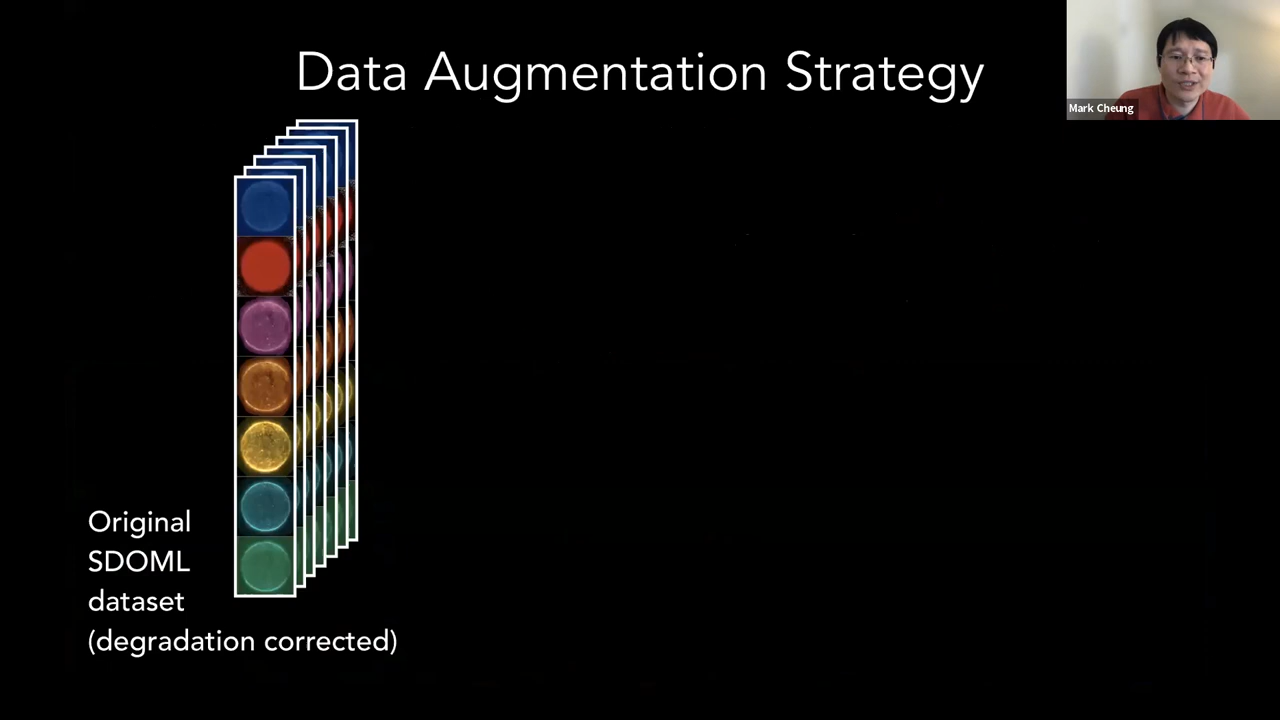 Data Augmentation Strategy
Mark Cheung
Original
SDOML
dataset
(degradation corrected)